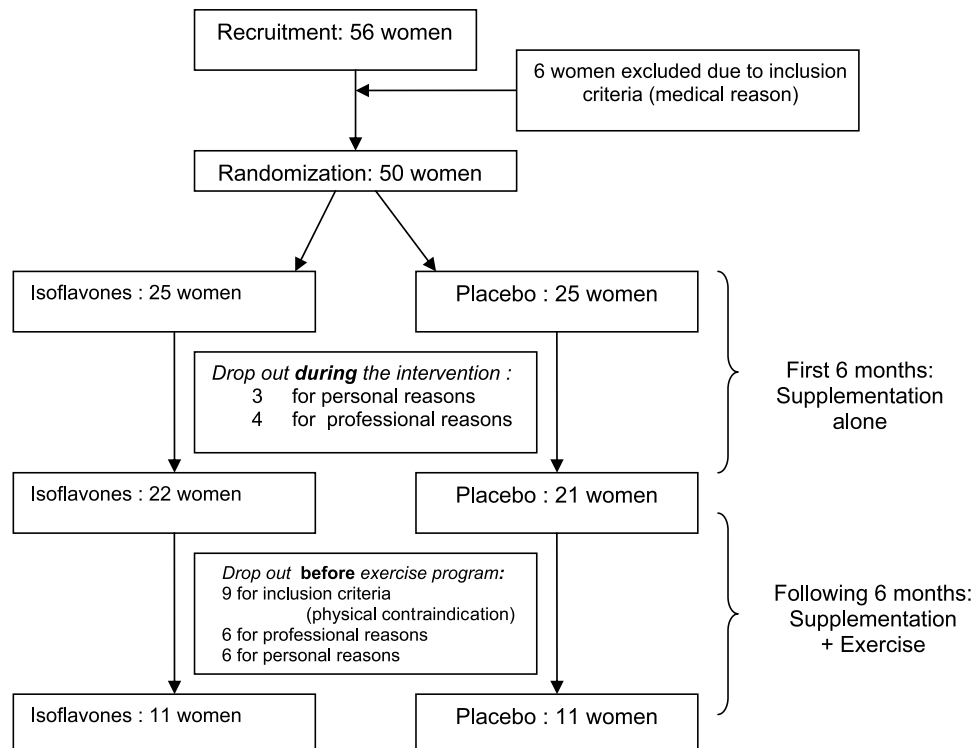 Recruitment: 56 women
6 women excluded due to inclusion
criteria (medical reason)
Randomization: 50 women
Isoflavones : 25 women
Placebo : 25 women
First 6 months:
Supplementation
alone
Drop out during the intervention :
3 for personal reasons
4 for professional reasons
Isoflavones : 22 women
Placebo : 21 women
Drop out before exercise program:
9 for inclusion criteria
(physical contraindication)
6 for professional reasons
6 for personal reasons
Following 6 months:
Supplementation
+ Exercise
Isoflavones : 11 women
Placebo : 11 women